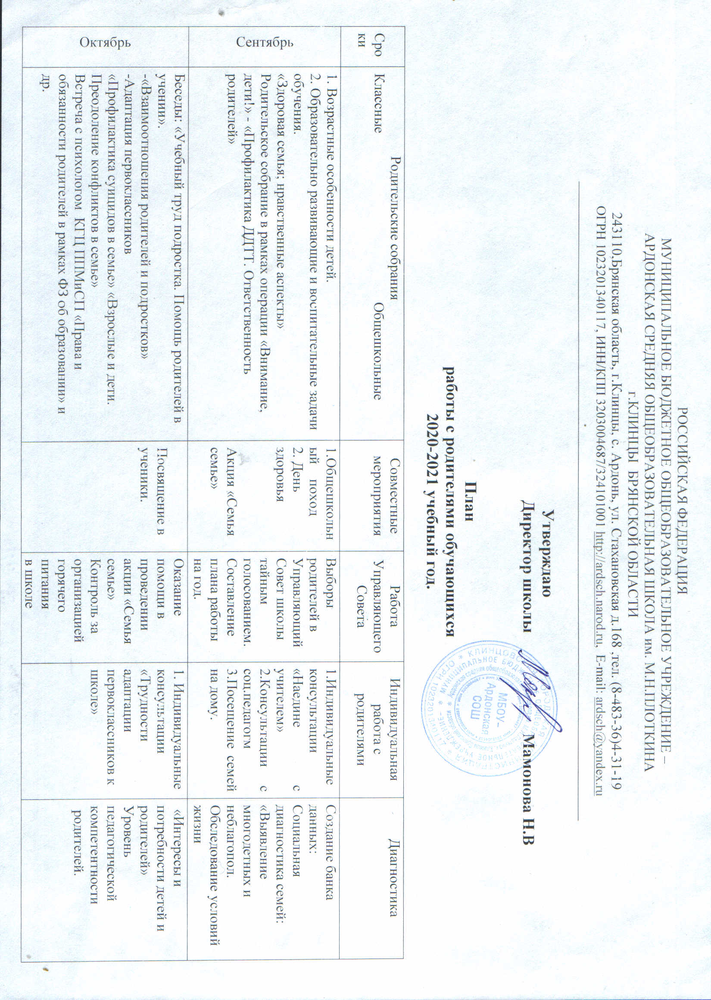 РОССИЙСКАЯ ФЕДЕРАЦИЯ
МУНИЦИПАЛЬНОЕ БЮДЖЕТНОЕ ОБЩЕОБРАЗОВАТЕЛЬНОЕ УЧРЕЖДЕНИЕ –
АРДОНСКАЯ СРЕДНЯЯ ОБЩЕОБРАЗОВАТЕЛЬНАЯ ШКОЛА им. М.Н.ПЛОТКИНА
г.КЛИНЦЫ БРЯНСКОЙ ОБЛАСТИ
243110,Брянская область, г.Клинцы, с. Ардонь, ул. Стахановская д.168 ,тел. (8-483-36)4-31-19
ОГРН 1023201340117, ИНН/КПП 3203004687/324101001 http://ardsch.narod.ru, E-mail: ardsch@yandex.ru
Утверждаю
Директор школы Мамонова Н.В
МБОУ-
Ардонская
СОШ
План
работы с родителями обучающихся
2020-2021 учебный год.
Сро
ки
Родительские собрания
Классные Общешкольные
Совместные
мероприятия
Работа
Управляющего
Совета
Индивидуальная
работа с
родителями
Диагностика
Сентябрь
1. Возрастные особенности детей.
2. Образовательно развивающие и воспитательные задачи
обучения.
«Здоровая семья; нравственные аспекты»
Родительское собрание в рамках операции «Внимание,
дети!» - «Профилактика ДДТТ. Ответственность
родителей»
1.Общешкольн
ый поход
2. День
здоровья
Акция «Семья
семье»
Выборы
родителей в
Управляющий
Совет школы
тайным
голосованием.
Составление
плана работы
на год.
1.Индивидуальные
консультации
«Наедине с
учителем»
2.Консультации с
соц.педагогм
3.Посещение семей
на дому.
Создание банка
данных:
Социальная
диагностика семей:
«Выявление
многодетных и
неблагопол.
Обследование условий
жизни
Октябрь
Беседы: «Учебный труд подростка. Помощь родителей в
учении».
-«Взаимоотношения родителей и подростков»
-Адаптация первоклассников
«Профилактика суицидов в семье» «Взрослые и дети.
Преодоление конфликтов в семье»
Встреча с психологом КГЦ ППМиСП «Права и
обязанности родителей в рамках ФЗ об образовании» и
др.
Посвящение в
ученики.
Оказание
помощи в
проведении
акции «Семья
семье»
Контроль за
организацией
горячего
питания
в школе
1. Индивидуальные
консультации
«Трудности
адаптации
первоклассников к
школе»
«Интересы и
потребности детей и
родителей»
Уровень
педагогической
компетентности
родителей.